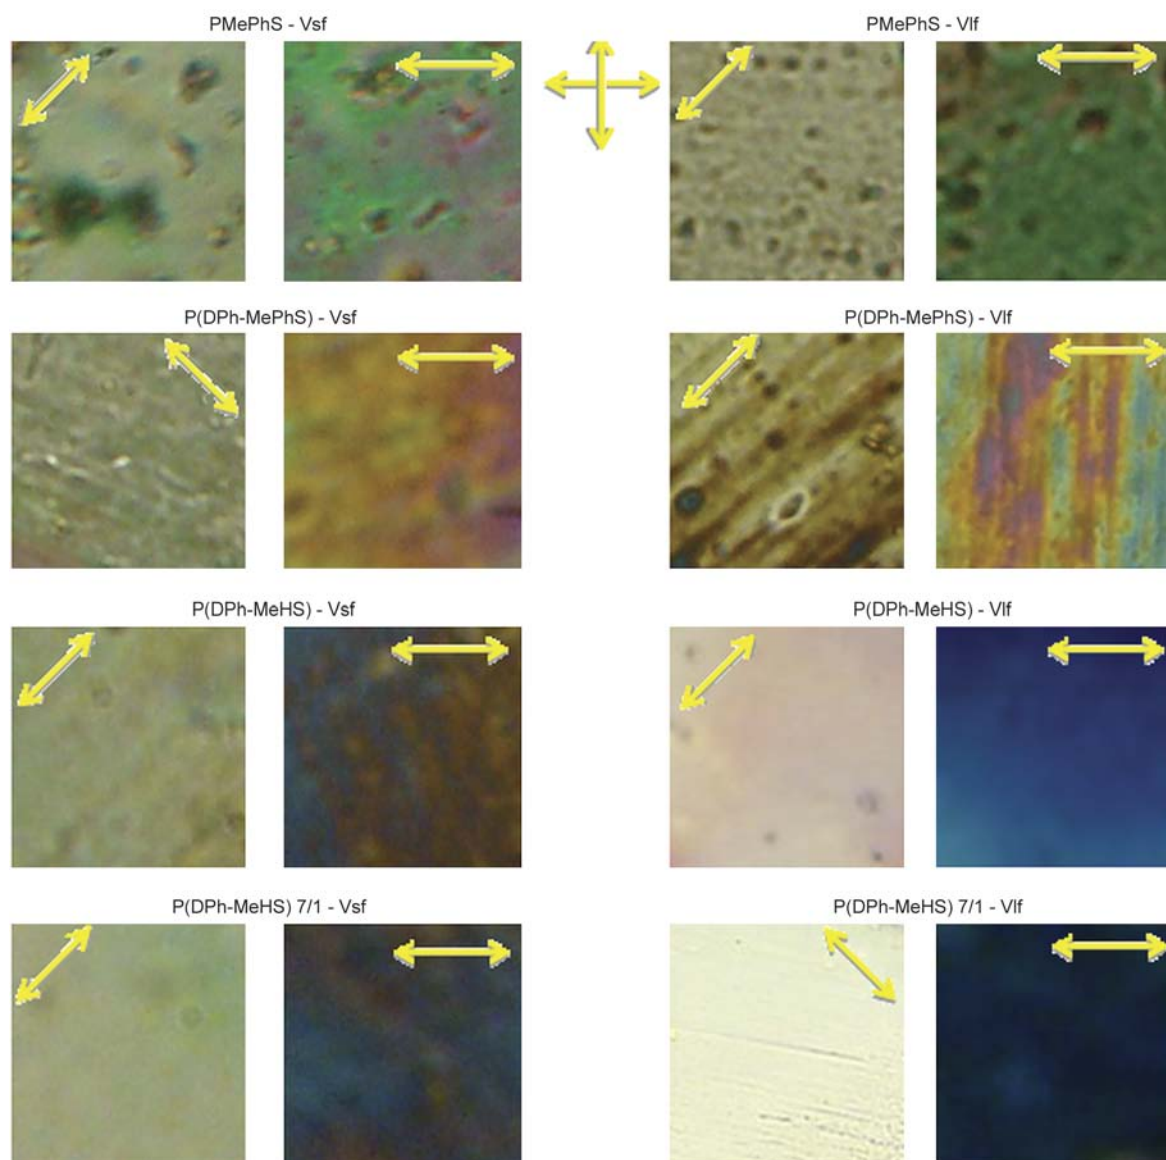 PMePhS - Vsf
PMePhS - Vlf
P(DPh-MePhS) - Vsf
P(DPh-MePhS) - Vlf
P(DPh-MeHS) - Vsf
P(DPh-MeHS) - Vlf
P(DPh-MeHS) 7/1 - Vsf
P(DPh-MeHS) 7/1 - Vlf